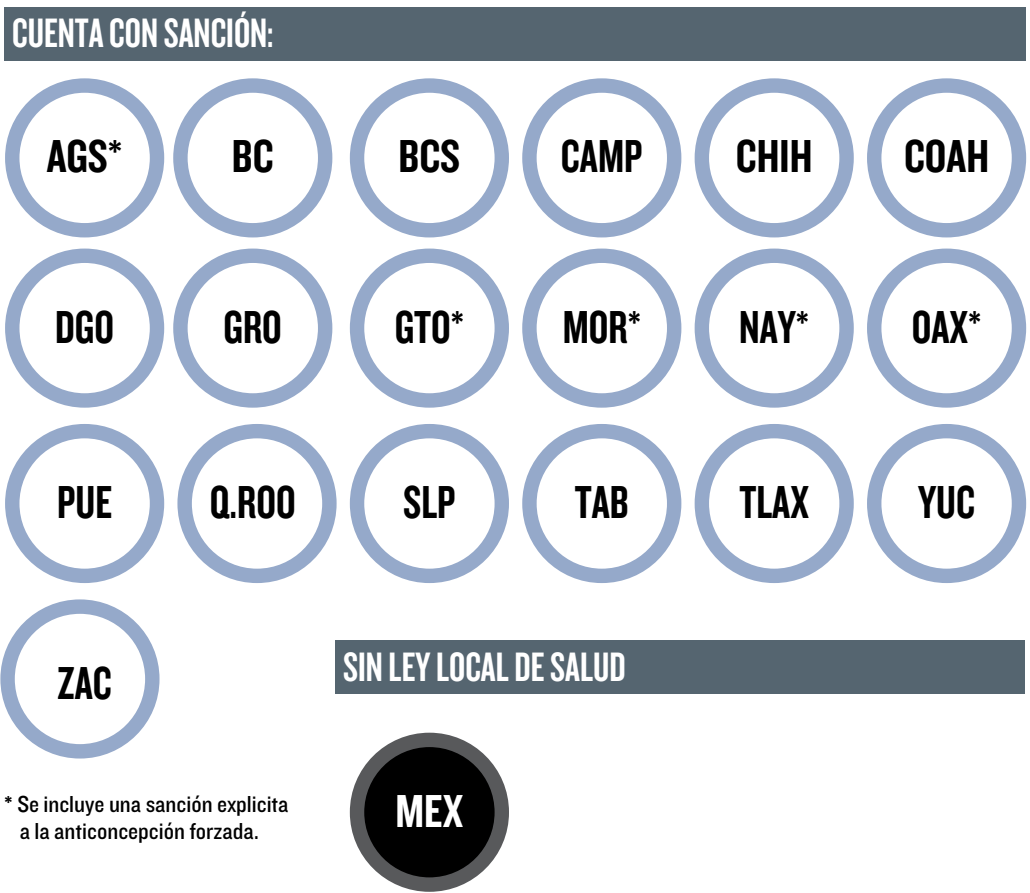 CUENTA CON SANCIÓN:
AGS* BC BCS CAMP CHIH COAH
DGO GRO GTO* MOR* NAY* OAX*
PUE Q.ROO SLP TAB TLAX YUC
ZAC
SIN LEY LOCAL DE SALUD
MEX
* Se incluye una sanción explicita
a la anticoncepción forzada.